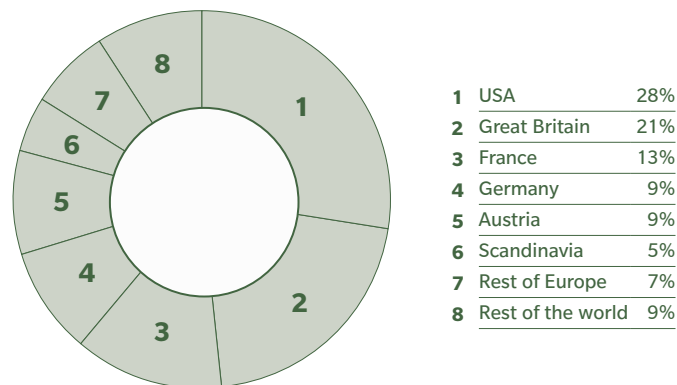 8
1
7
6
5
4
2
3
1 USA 28%
2 Great Britain 21%
3 France 13%
4 Germany 9%
5 Austria 9%
6 Scandinavia 5%
7 Rest of Europe 7%
8 Rest of the world 9%